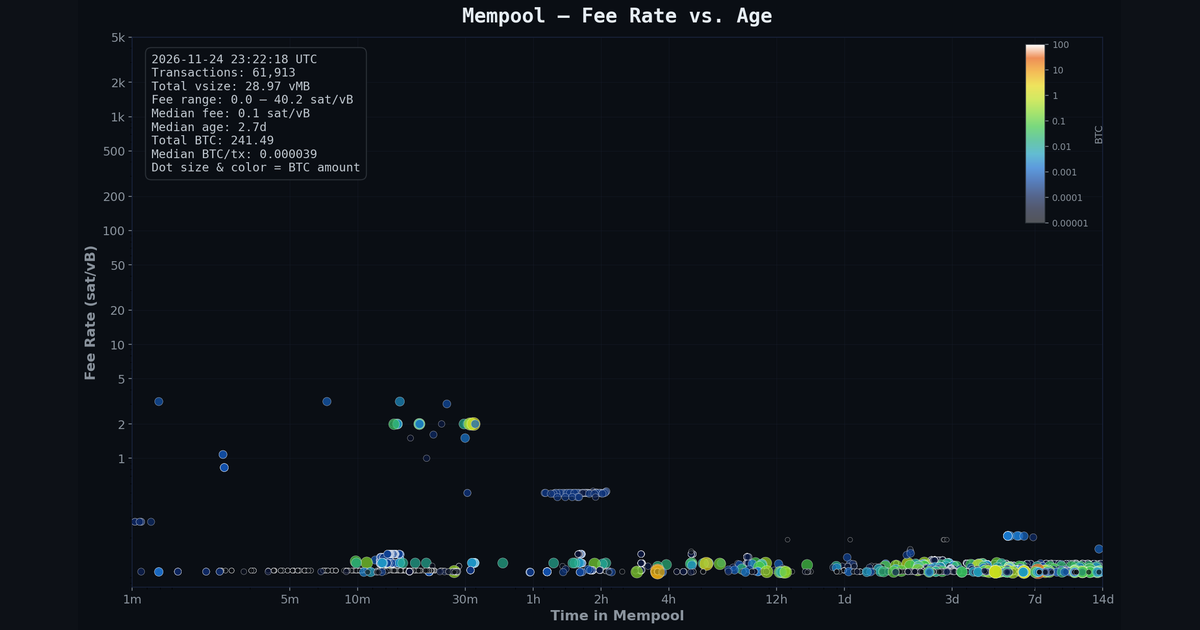 Mempool — Fee Rate vs. Age
2026-11-24 23:22:18 UTC
Transactions: 61,913
Total vsize: 28.97 vMB
Fee range: 0.0 – 40.2 sat/vB
Median fee: 0.1 sat/vB
Median age: 2.7d
Total BTC: 241.49
Median BTC/tx: 0.000039
Dot size & color = BTC amount
5k
2k
1k
500
200
100
50
20
10
5
2
1
Fee Rate (sat/vB)
100
10
1
0.1
0.01
0.001
0.0001
0.00001
BTC
1m 5m 10m 30m 1h 2h 4h 12h 1d 3d 7d 14d
Time in Mempool